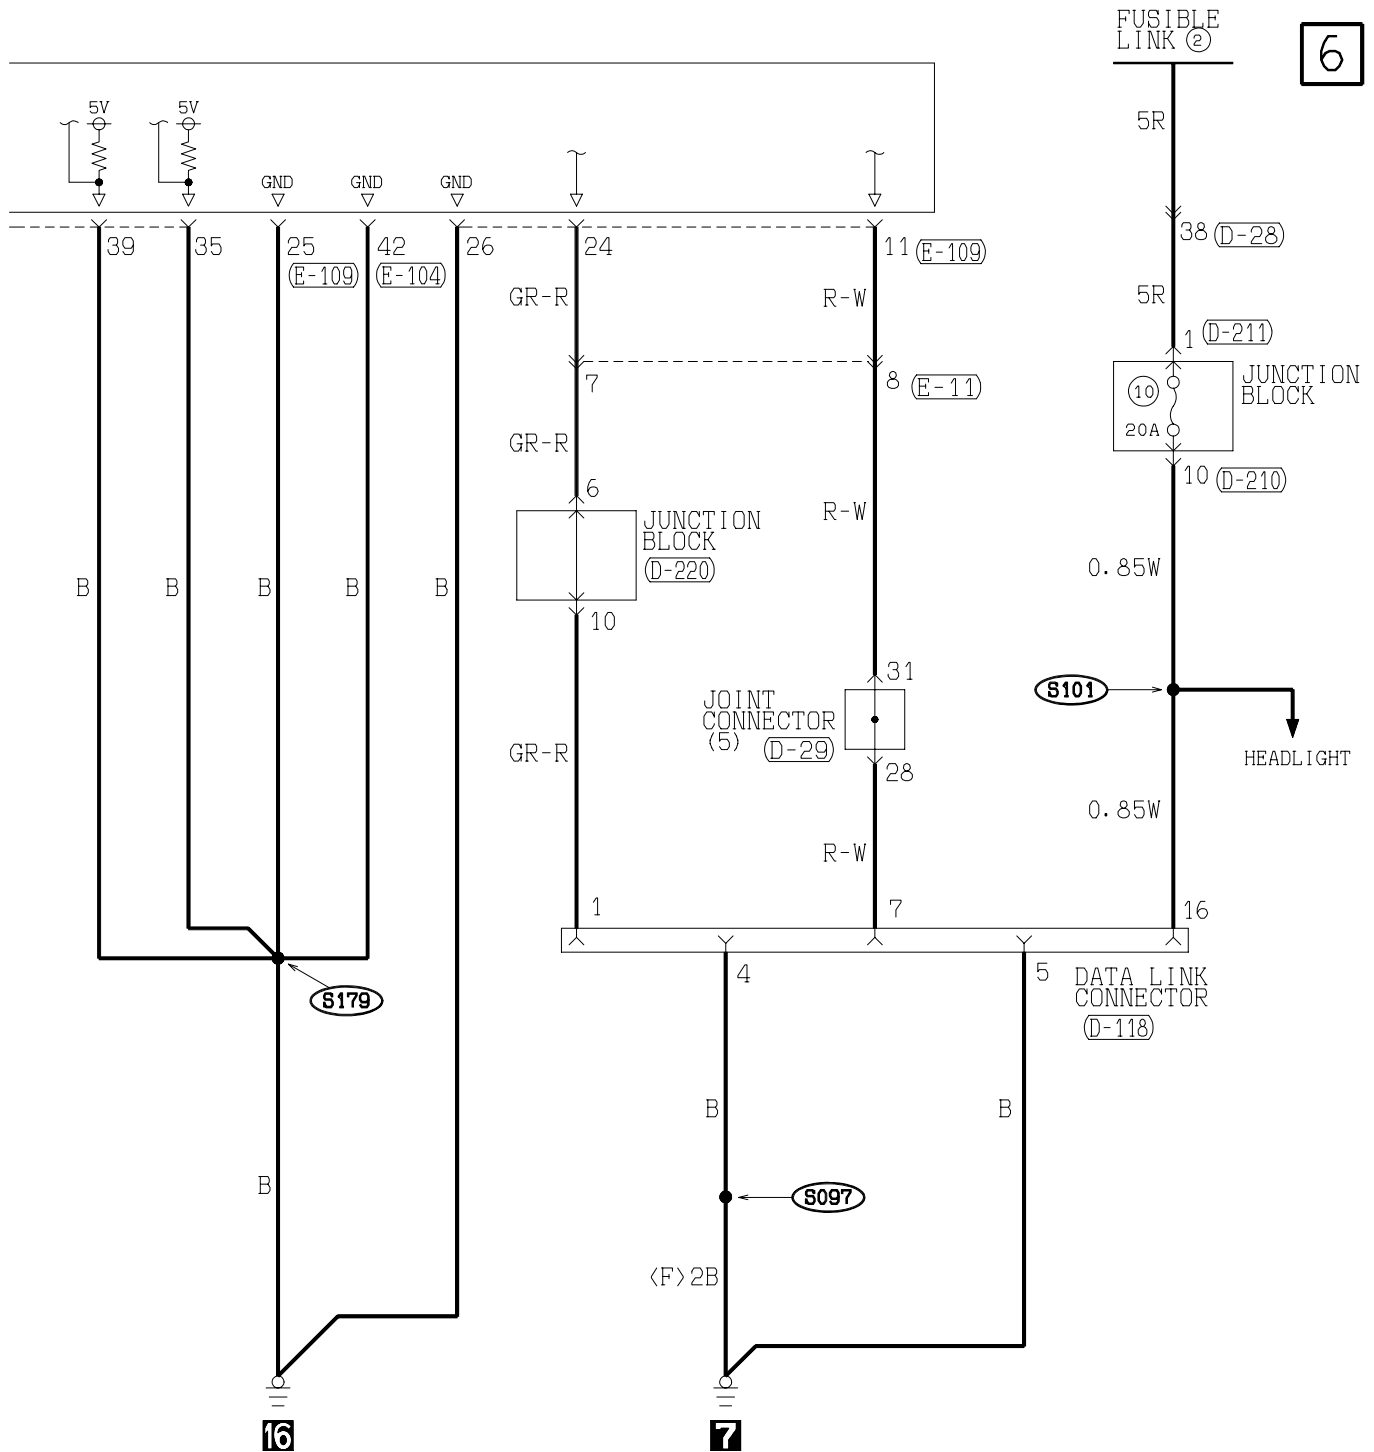 FUSIBLE
LINK 2
6
5R
5V
5V
GND
GND
GND
39
35
25
42
26
24
11
(E-109)
(E-104)
(E-109)
38
(D-28)
GR-R
R-W
5R
1
(D-211)
7
8
(E-11)
10
20A
JUNCTION
BLOCK
GR-R
6
R-W
10
(D-210)
JUNCTION
BLOCK
(D-220)
0.85W
B
B
B
B
B
10
31
S101
JOINT
CONNECTOR
(5)
(D-29)
GR-R
28
HEADLIGHT
0.85W
R-W
1
7
16
4
5
S179
DATA LINK
CONNECTOR
(D-118)
B
B
B
S097
<F>2B
16
7